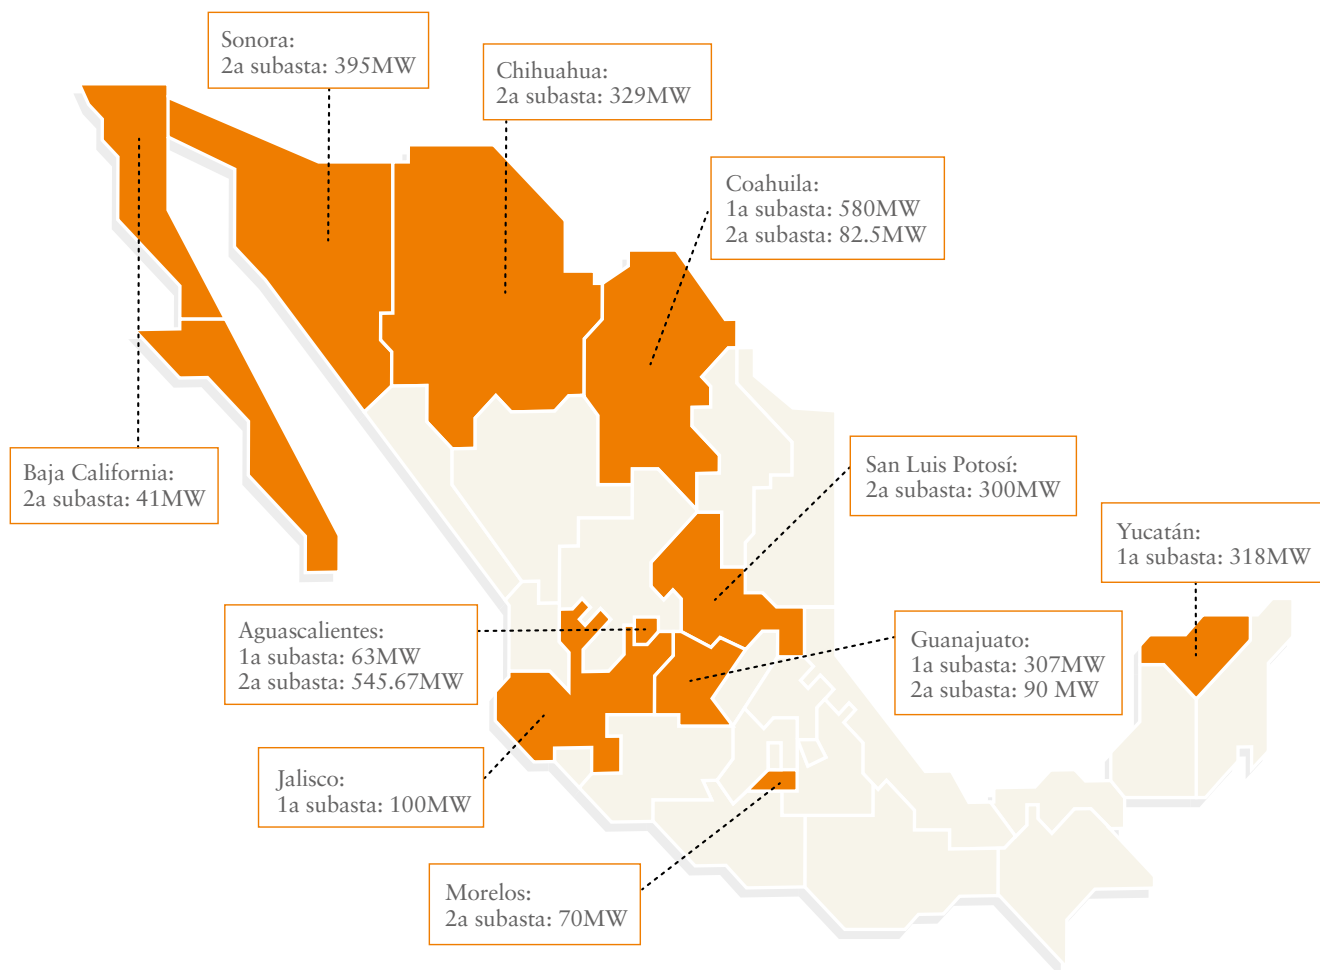 Sonora:
2a subasta: 395MW
Chihuahua:
2a subasta: 329MW
Coahuila:
1a subasta: 580MW
2a subasta: 82.5MW
Baja California:
2a subasta: 41MW
San Luis Potosí:
2a subasta: 300MW
Yucatán:
1a subasta: 318MW
Aguascalientes:
1a subasta: 63MW
2a subasta: 545.67MW
Guanajuato:
1a subasta: 307MW
2a subasta: 90 MW
Jalisco:
1a subasta: 100MW
Morelos:
2a subasta: 70MW